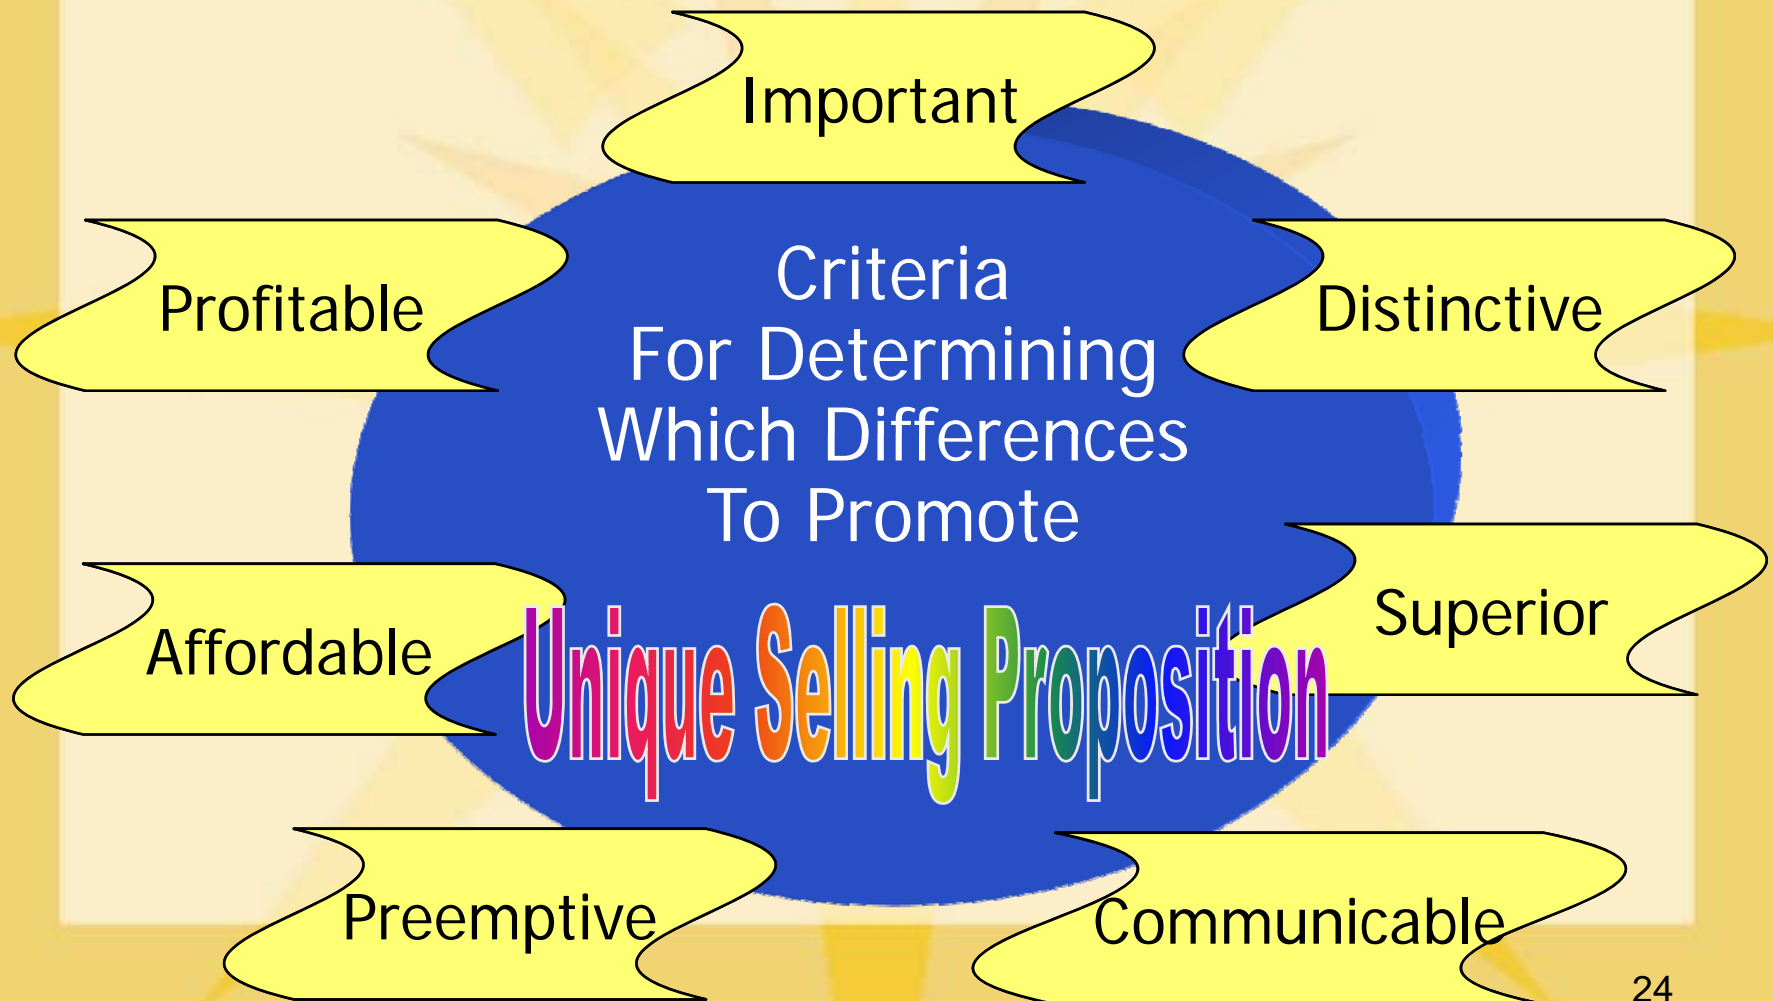 Important
Profitable
Criteria
For Determining
Which Differences
To Promote
Distinctive
Affordable
Unique Selling Proposition
Superior
Preemptive
Communicable
24